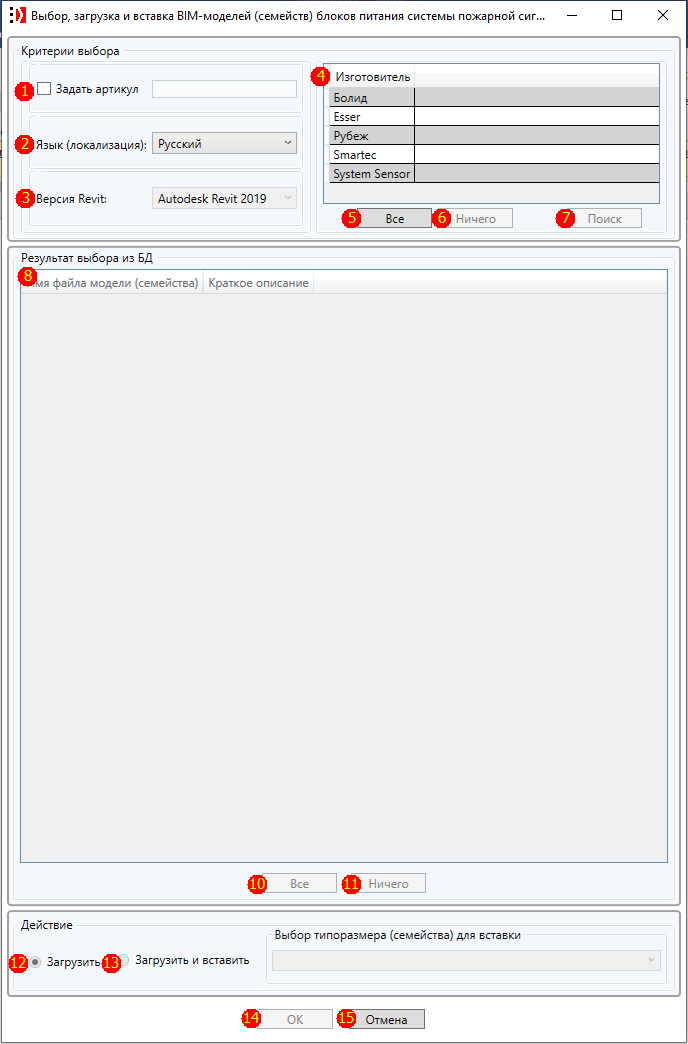 Выбор, загрузка и вставка BIM-моделей (семейств) блоков питания системы пожарной сиг...
Критерии выбора
1 Задать артикул
2 Язык (локализация): Русский
3 Версия Revit: Autodesk Revit 2019
4 Изготовитель
Болид
Esser
Рубеж
Smartec
System Sensor
5 Все 6 Ничего 7 Поиск
Результат выбора из БД
8 Имя файла модели (семейства) Краткое описание
10 Все 11 Ничего
Действие
Выбор типоразмера (семейства) для вставки
12 Загрузить 13 Загрузить и вставить
14 OK 15 Отмена